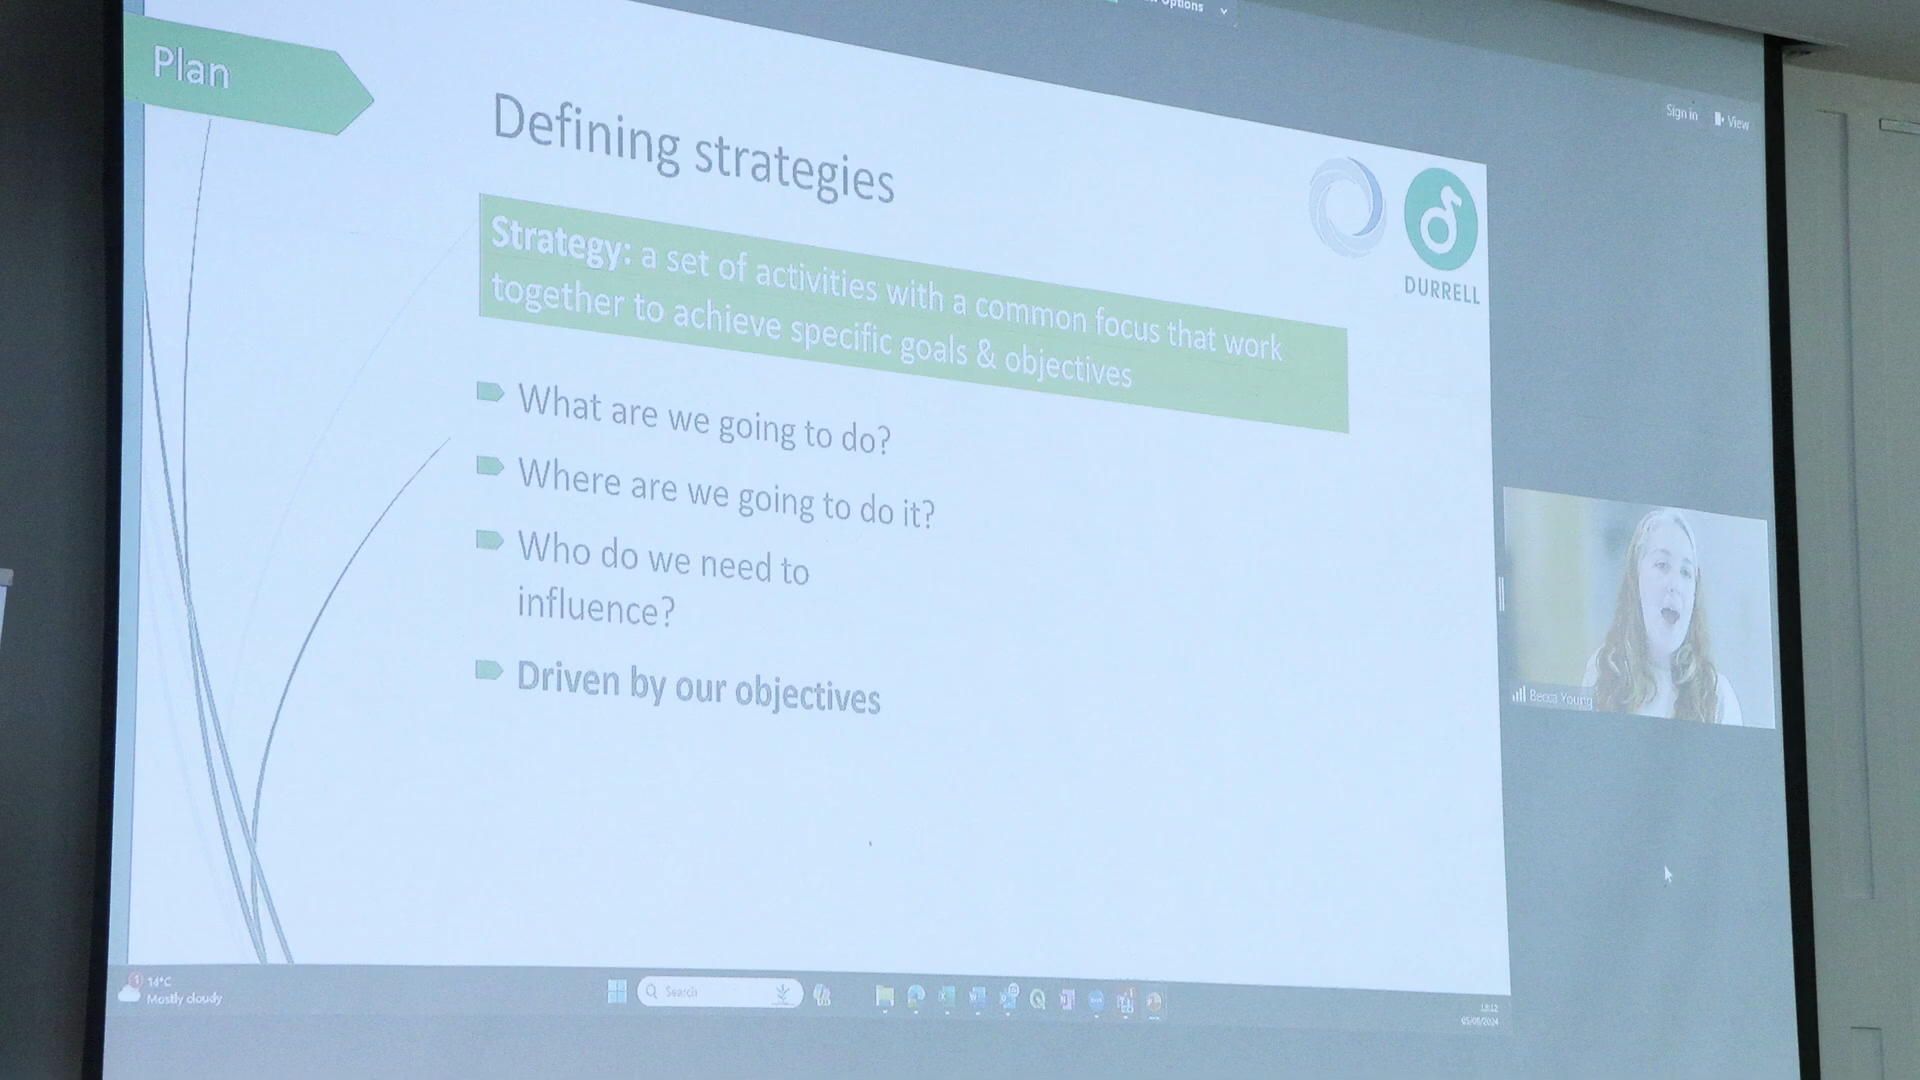 Options
Sign in
View
Plan
Defining strategies
DURRELL
Strategy: a set of activities with a common focus that work
together to achieve specific goals & objectives
What are we going to do?
Where are we going to do it?
Who do we need to
influence?
Driven by our objectives
Becca Young
1
14°C
Mostly cloudy
Search